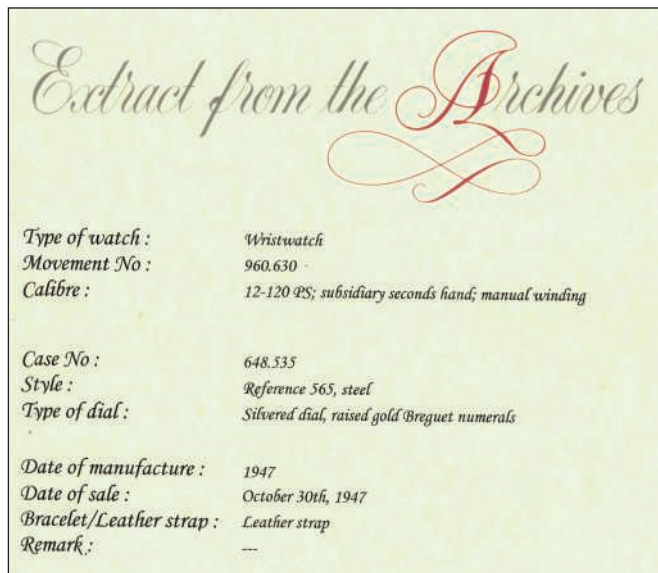 Extract from the Archives
Type of watch : Wristwatch
Movement No : 960.630
Calibre : 12-120 PS; subsidiary seconds hand; manual winding
Case No : 648.535
Style : Reference 565, steel
Type of dial : Silvered dial, raised gold Breguet numerals
Date of manufacture : 1947
Date of sale : October 30th, 1947
Bracelet/Leather strap : Leather strap
Remark : ---